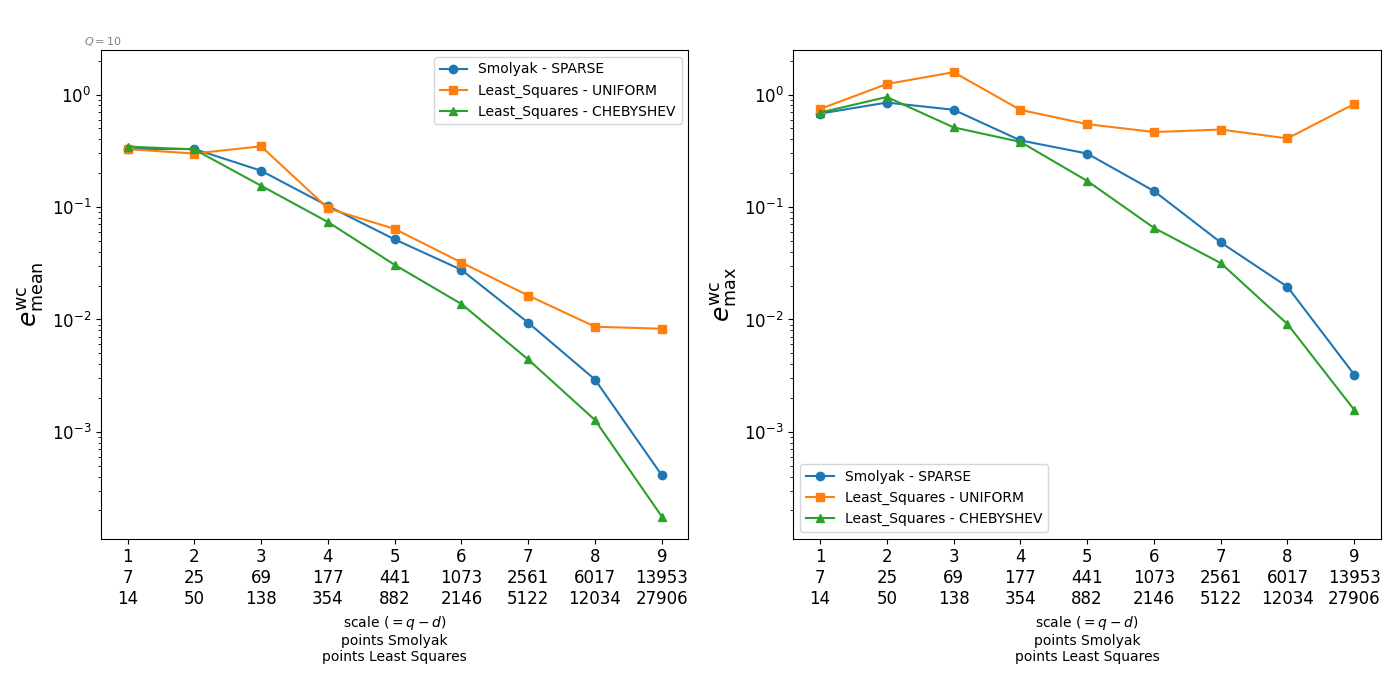 Q = 10
Smolyak - SPARSE
Least_Squares - UNIFORM
Least_Squares - CHEBYSHEV
10^0
10^-1
10^-2
10^-3
e^wc_mean
1 2 3 4 5 6 7 8 9
7 25 69 177 441 1073 2561 6017 13953
14 50 138 354 882 2146 5122 12034 27906
scale (= q − d)
points Smolyak
points Least Squares
10^0
10^-1
10^-2
10^-3
e^wc_max
Smolyak - SPARSE
Least_Squares - UNIFORM
Least_Squares - CHEBYSHEV
1 2 3 4 5 6 7 8 9
7 25 69 177 441 1073 2561 6017 13953
14 50 138 354 882 2146 5122 12034 27906
scale (= q − d)
points Smolyak
points Least Squares